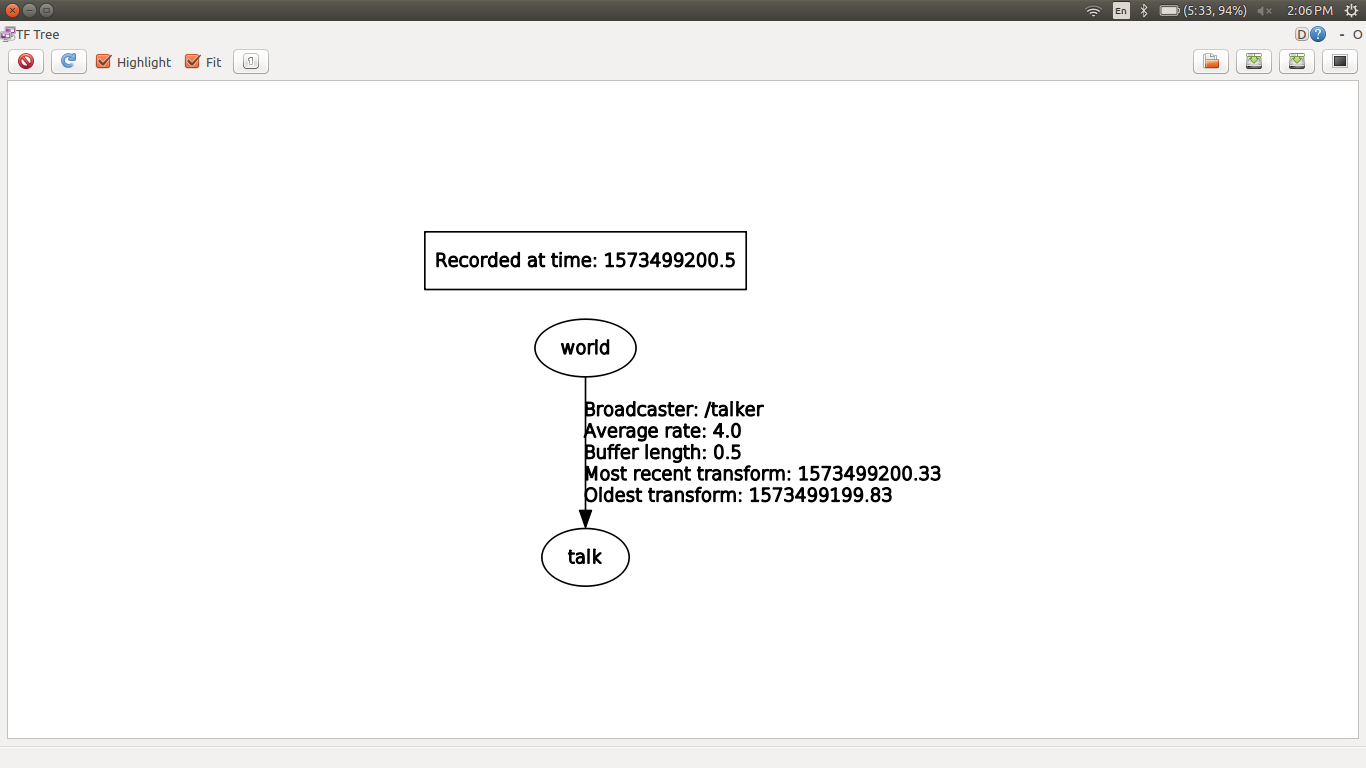 En
(5:33, 94%)
2:06 PM
TF Tree
D
?
- O
Highlight
Fit
Recorded at time: 1573499200.5
world
Broadcaster: /talker
Average rate: 4.0
Buffer length: 0.5
Most recent transform: 1573499200.33
Oldest transform: 1573499199.83
talk